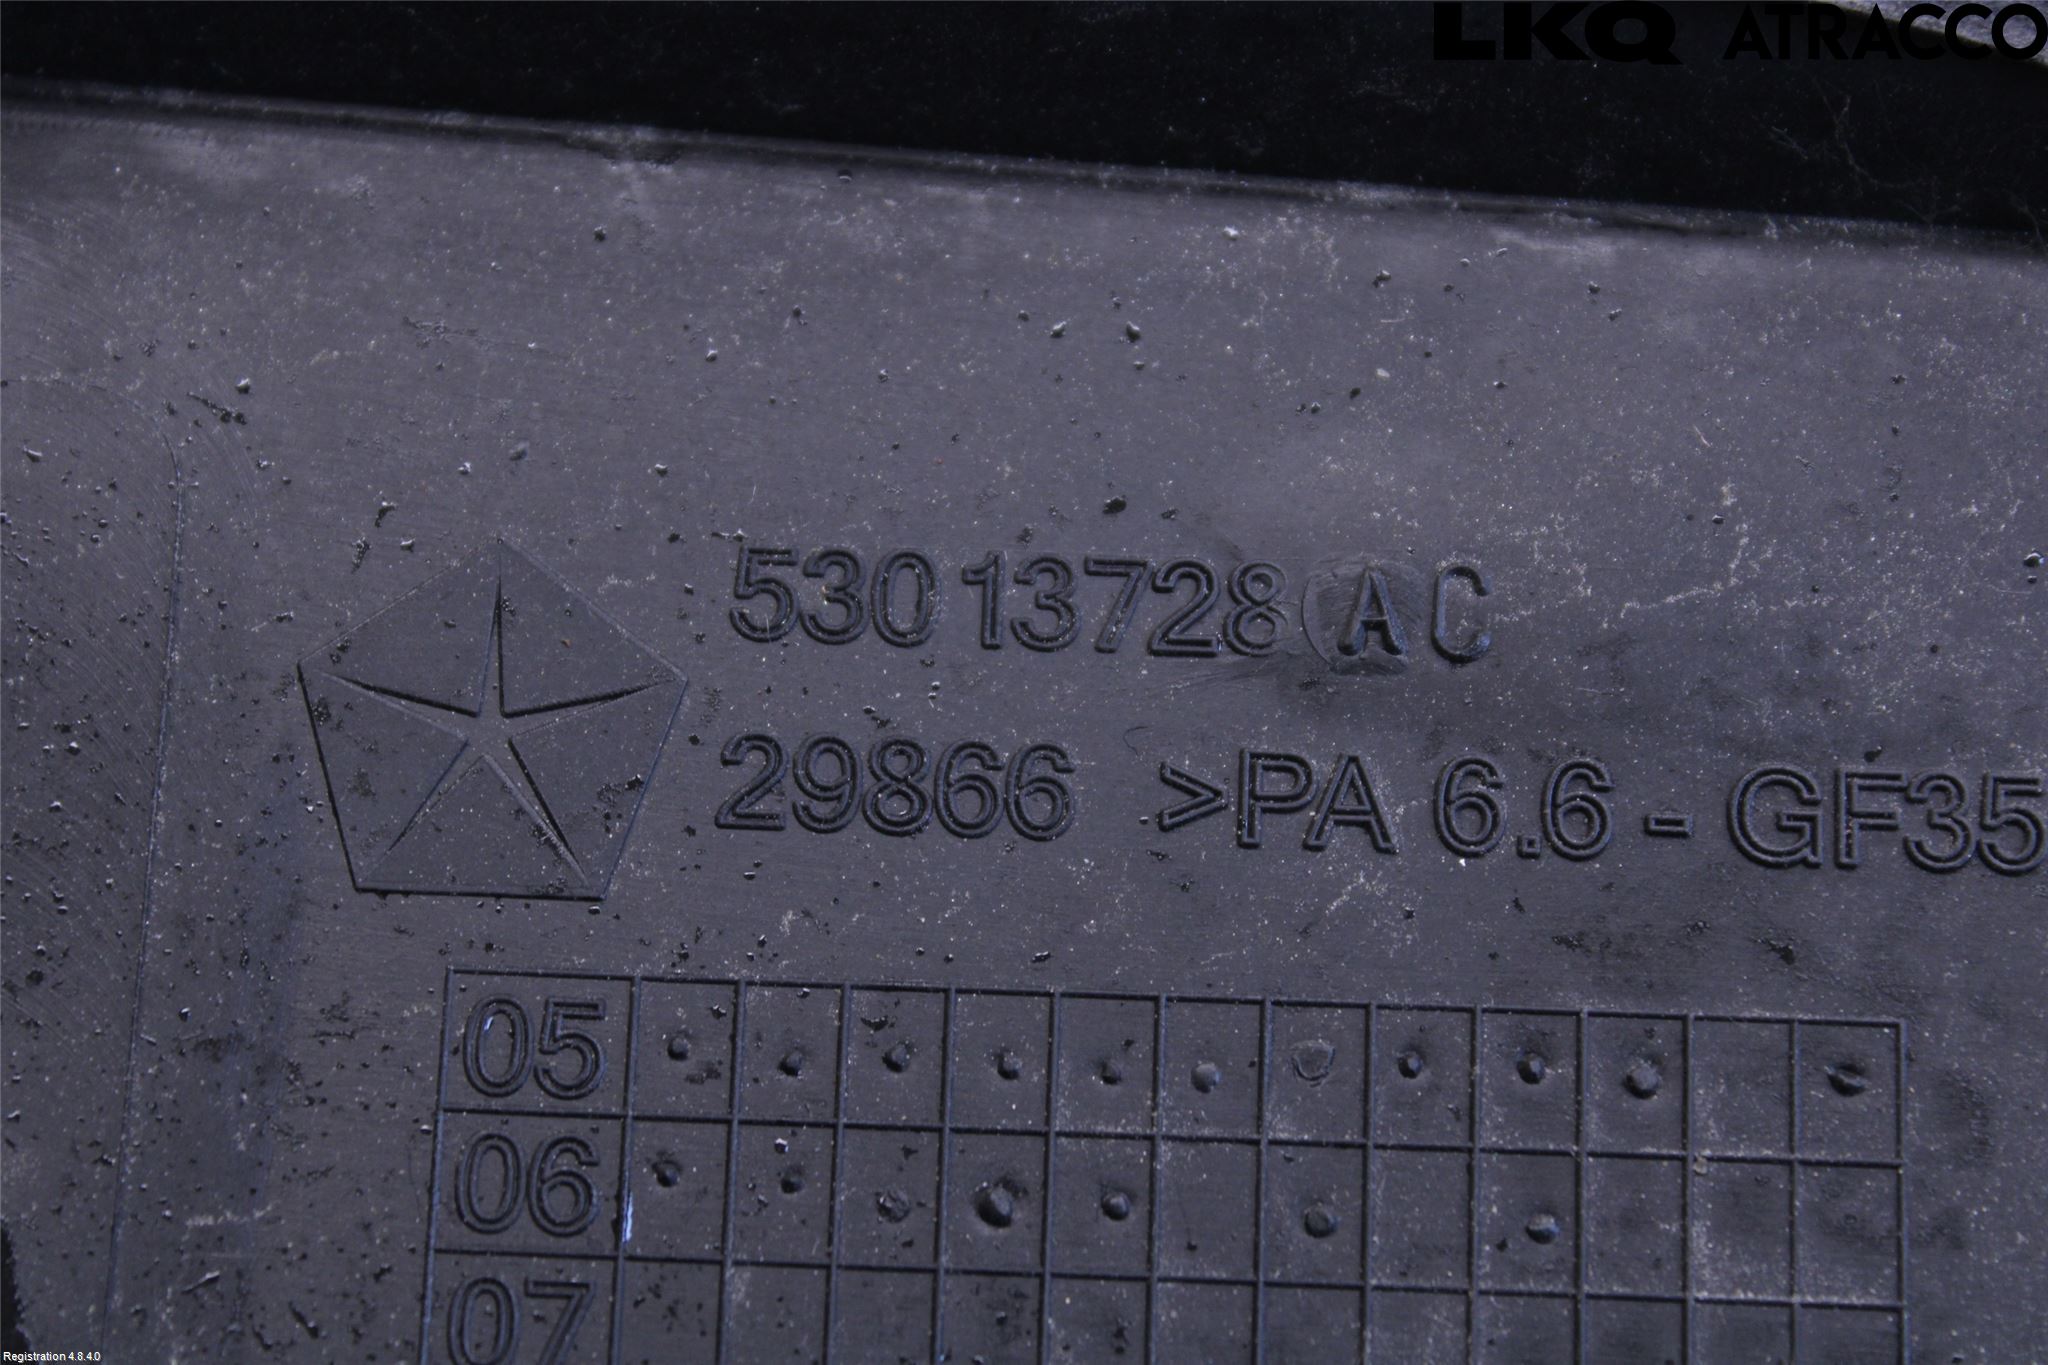 LKQ ATRACCO
53013728 AC
29866 >PA 6.6-GF35
05
06
07
Registration 4.8.4.0